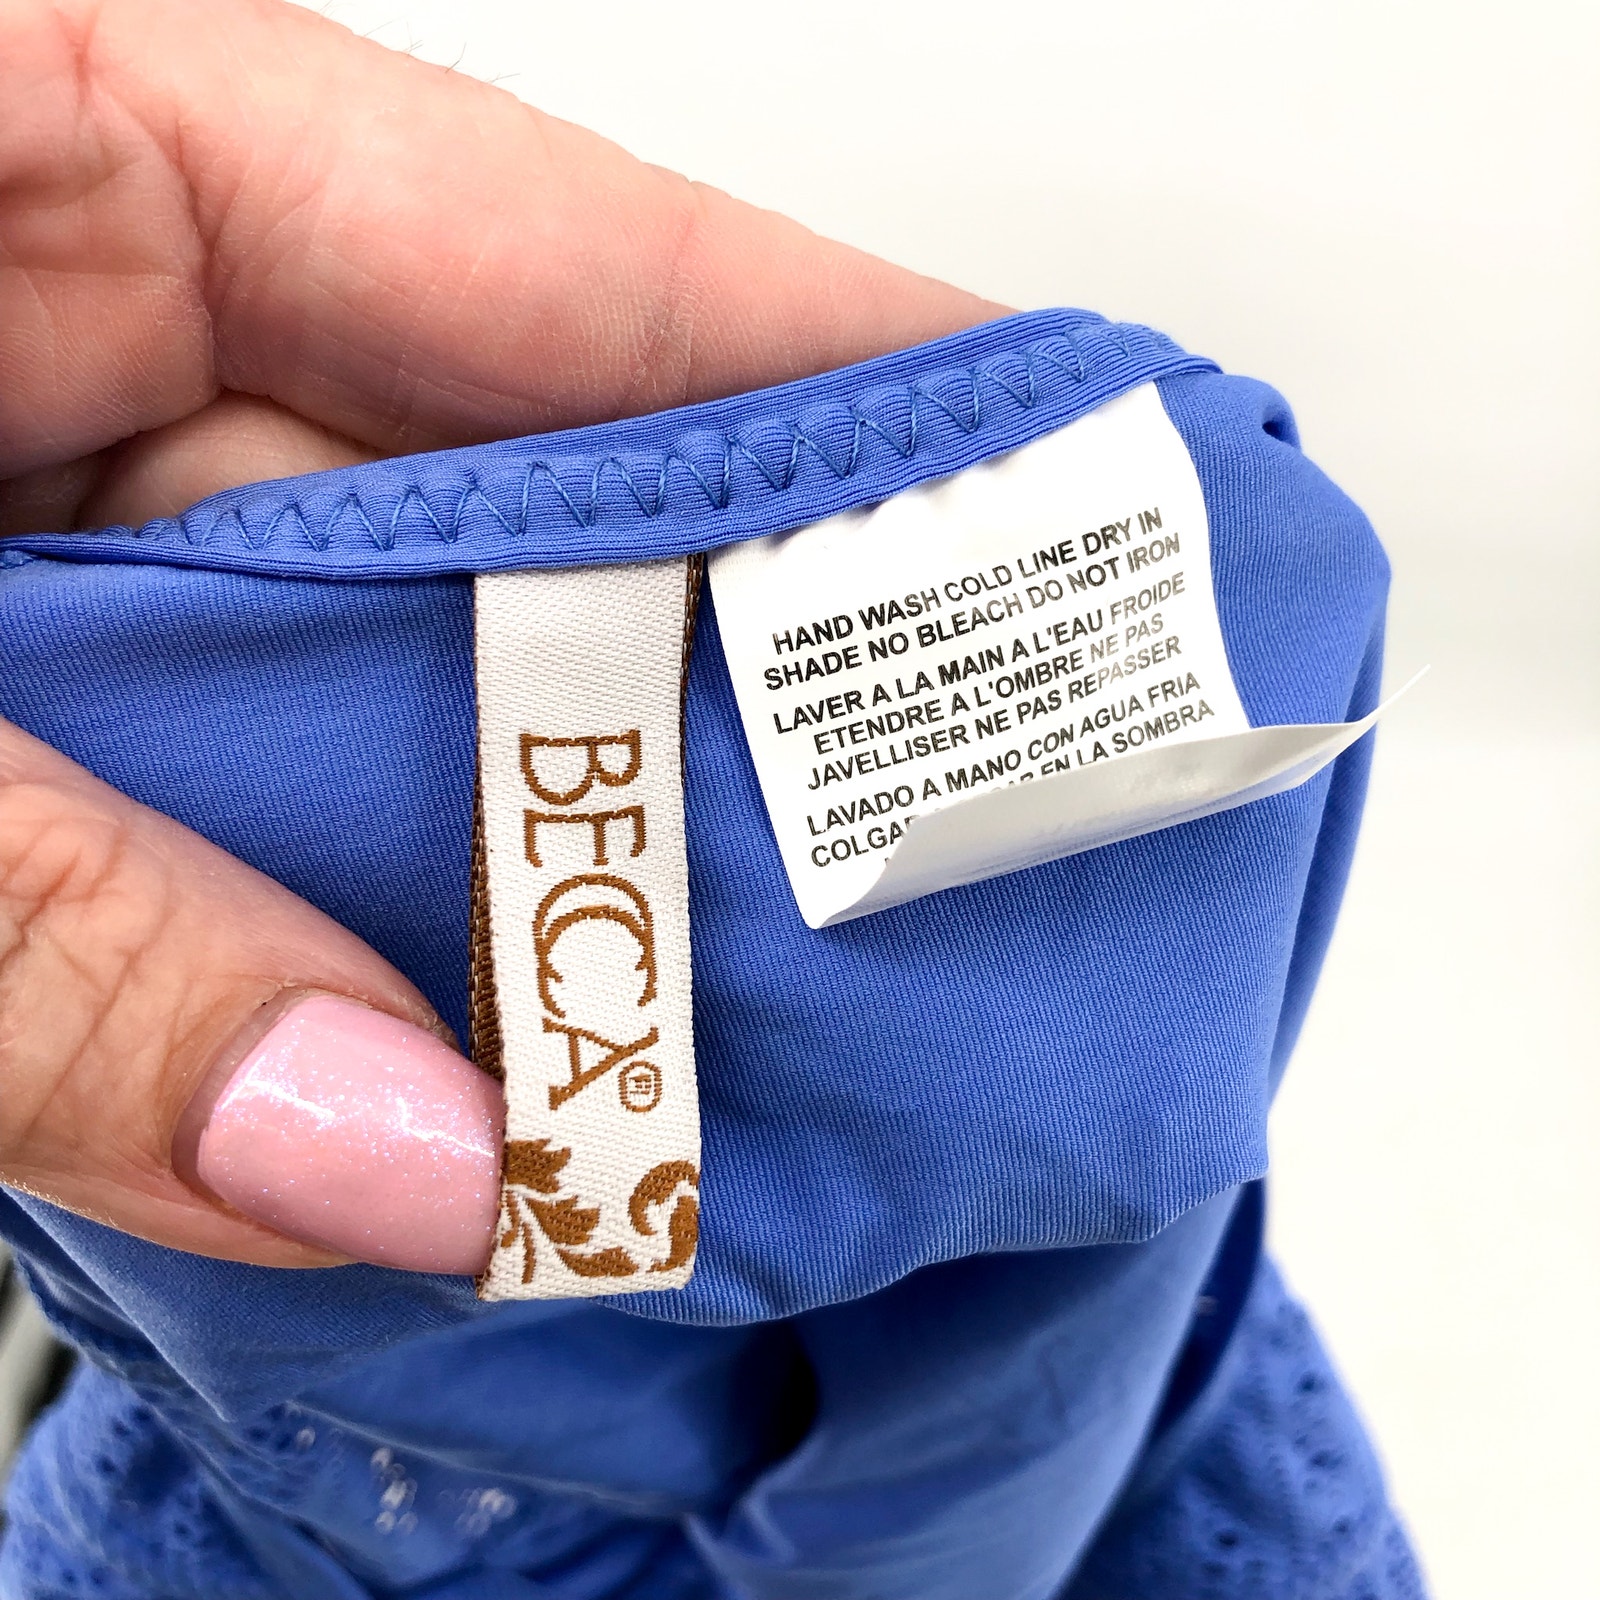 BECCA®
HAND WASH COLD LINE DRY IN
SHADE NO BLEACH DO NOT IRON
LAVER A LA MAIN A L'EAU FROIDE
ETENDRE A L'OMBRE NE PAS
JAVELLISER NE PAS REPASSER
LAVADO A MANO CON AGUA FRIA
EN LA SOMBRA